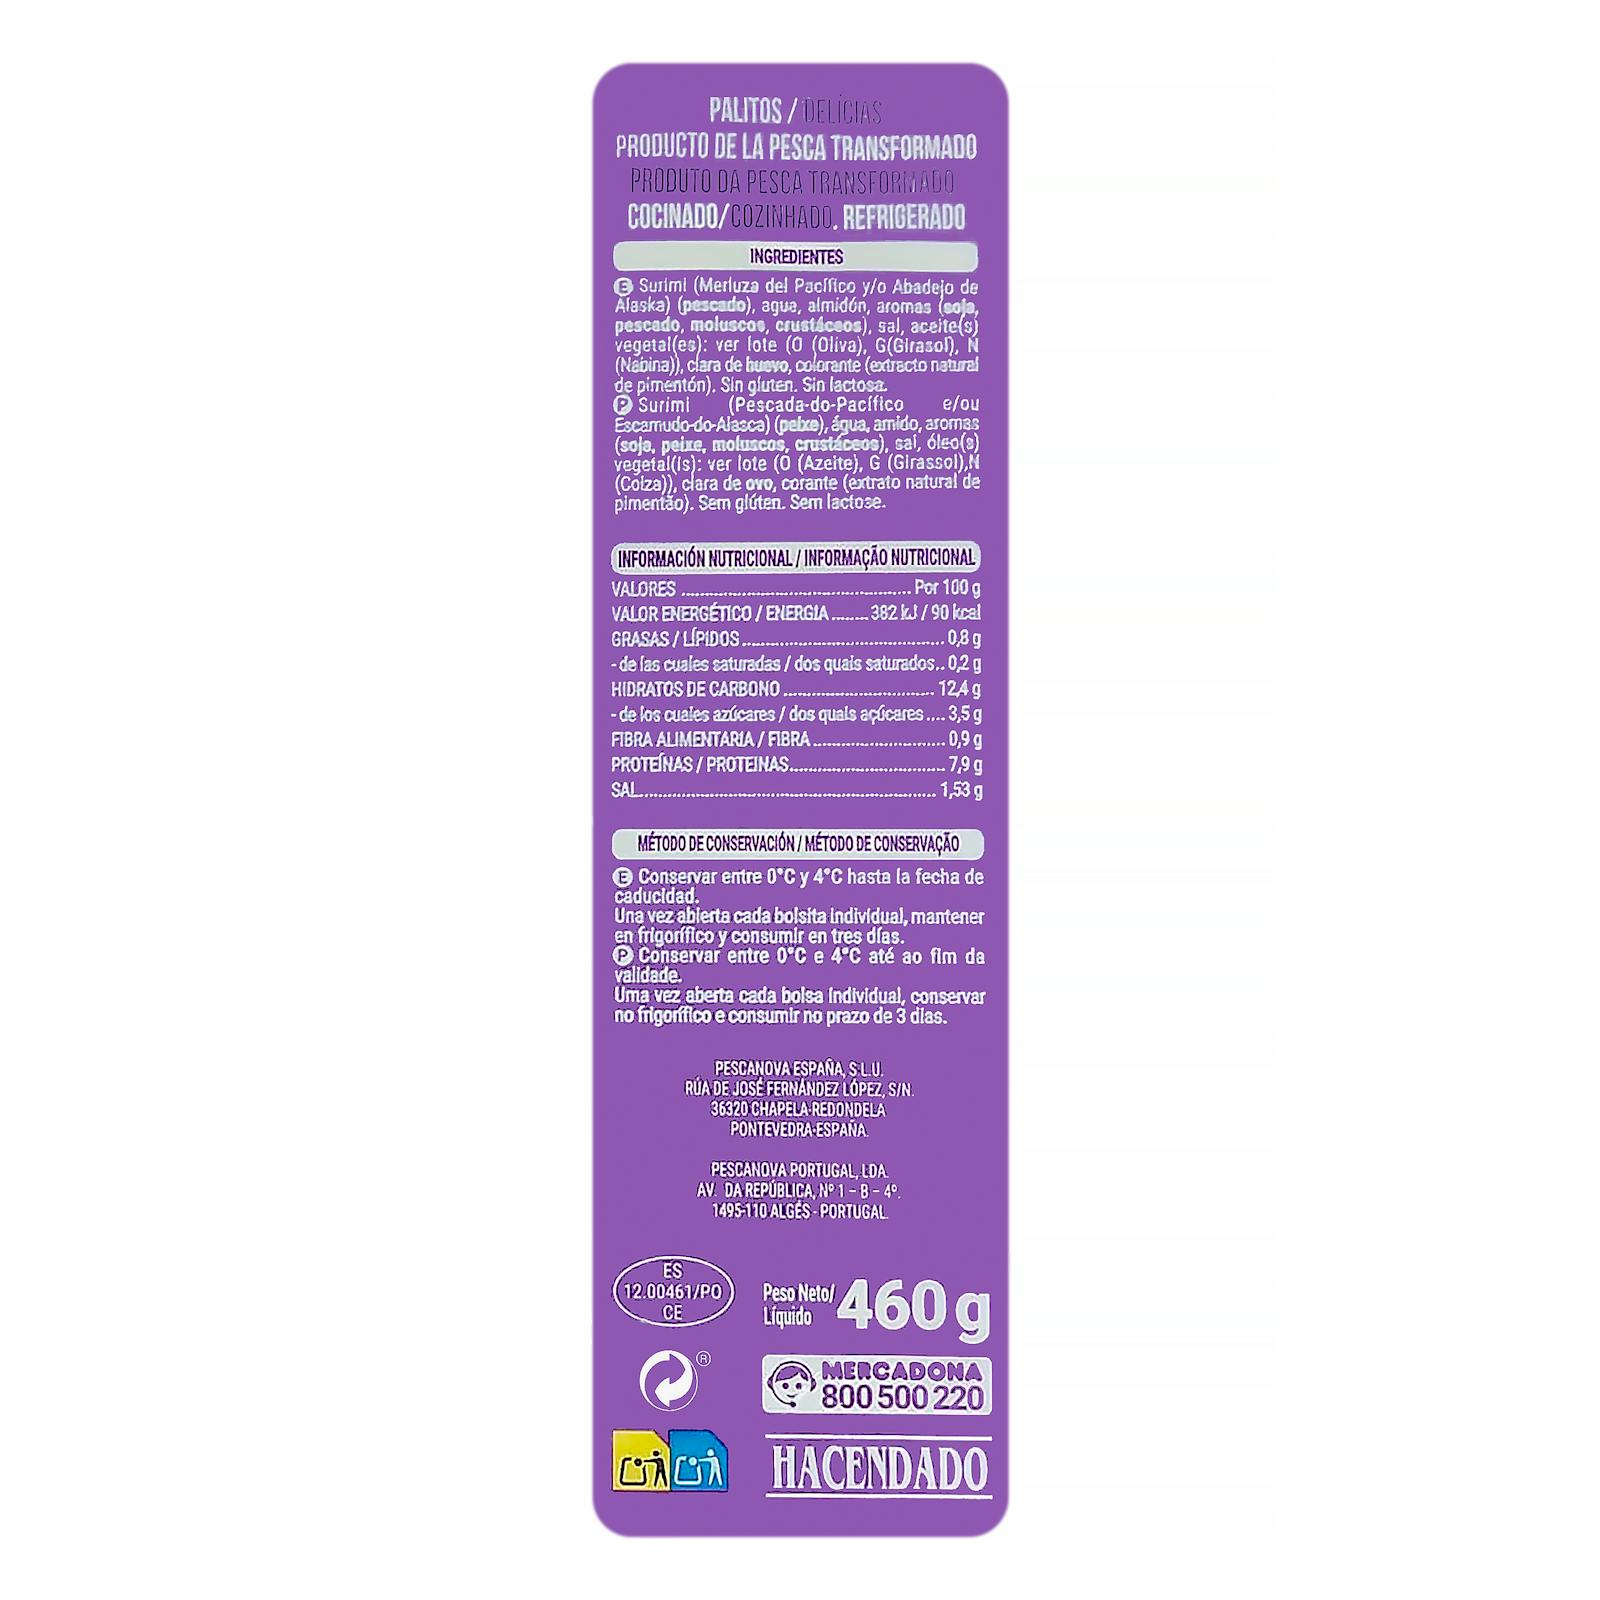 PALITOS / DELÍCIAS
PRODUCTO DE LA PESCA TRANSFORMADO
PRODUTO DA PESCA TRANSFORMADO
COCINADO/COZINHADO. REFRIGERADO
INGREDIENTES
E Surimi (Merluza del Pacífico y/o Abadejo de
Alaska) (pescado), agua, almidón, aromas (soja,
pescado, moluscos, crustáceos), sal, aceite(s)
vegetal(es): ver lote (O (Oliva), G(Girasol), N
(Nabina)), clara de huevo, colorante (extracto natural
de pimentón). Sin gluten. Sin lactosa.
P Surimi (Pescada-do-Pacífico e/ou
Escamudo-do-Alasca) (peixe), água, amido, aromas
(soja, peixe, moluscos, crustáceos), sal, óleo(s)
vegetal(is): ver lote (O (Azeite), G (Girassol),N
(Colza)), clara de ovo, corante (extrato natural de
pimentão). Sem glúten. Sem lactose.
INFORMACIÓN NUTRICIONAL / INFORMAÇÃO NUTRICIONAL
VALORES ........ Por 100 g
VALOR ENERGÉTICO / ENERGIA ........ 382 kJ / 90 kcal
GRASAS / LÍPIDOS ........ 0,8 g
- de las cuales saturadas / dos quais saturados.. 0,2 g
HIDRATOS DE CARBONO ........ 12,4 g
- de los cuales azúcares / dos quais açúcares .... 3,5 g
FIBRA ALIMENTARIA / FIBRA ........ 0,9 g
PROTEÍNAS / PROTEINAS........ 7,9 g
SAL........ 1,53 g
MÉTODO DE CONSERVACIÓN / MÉTODO DE CONSERVAÇÃO
E Conservar entre 0°C y 4°C hasta la fecha de
caducidad.
Una vez abierta cada bolsita individual, mantener
en frigorífico y consumir en tres días.
P Conservar entre 0°C e 4°C até ao fim da
validade.
Uma vez aberta cada bolsa individual, conservar
no frigorífico e consumir no prazo de 3 dias.
PESCANOVA ESPAÑA, S.L.U.
RÚA DE JOSÉ FERNÁNDEZ LÓPEZ, S/N.
36320 CHAPELA-REDONDELA
PONTEVEDRA-ESPAÑA.
PESCANOVA PORTUGAL, LDA.
AV. DA REPÚBLICA, Nº 1 - B - 4º.
1495-110 ALGÉS - PORTUGAL.
ES
12.00461/PO
CE
Peso Neto/
Líquido
460 g
®
MERCADONA
800 500 220
HACENDADO